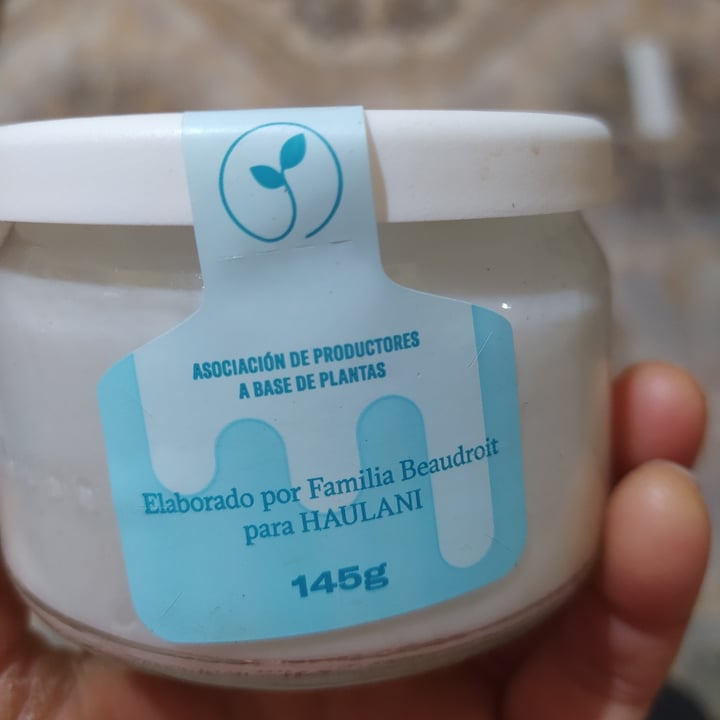 ASOCIACIÓN DE PRODUCTORES
A BASE DE PLANTAS
Elaborado por Familia Beaudroit
para HAULANI
145g